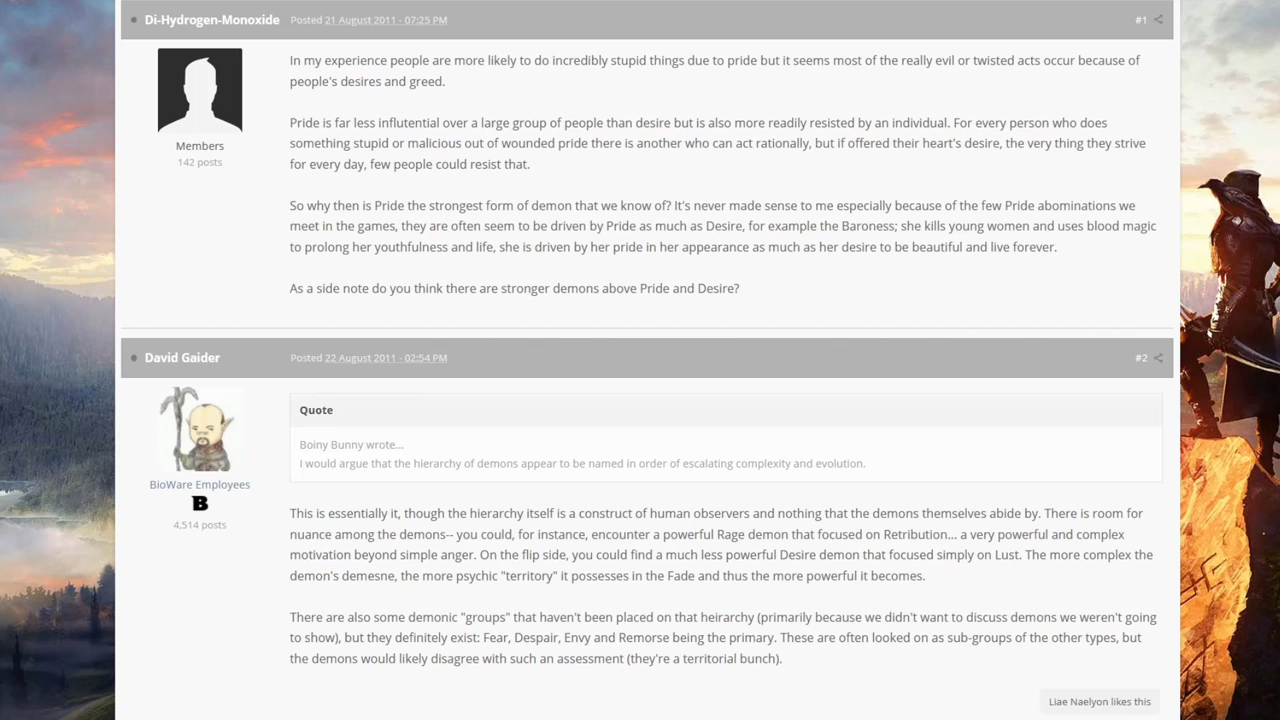 Di-Hydrogen-Monoxide Posted 21 August 2011 - 07:25 PM #1
Members
142 posts
In my experience people are more likely to do incredibly stupid things due to pride but it seems most of the really evil or twisted acts occur because of
people's desires and greed.
Pride is far less influtential over a large group of people than desire but is also more readily resisted by an individual. For every person who does
something stupid or malicious out of wounded pride there is another who can act rationally, but if offered their heart's desire, the very thing they strive
for every day, few people could resist that.
So why then is Pride the strongest form of demon that we know of? It's never made sense to me especially because of the few Pride abominations we
meet in the games, they are often seem to be driven by Pride as much as Desire, for example the Baroness; she kills young women and uses blood magic
to prolong her youthfulness and life, she is driven by her pride in her appearance as much as her desire to be beautiful and live forever.
As a side note do you think there are stronger demons above Pride and Desire?
David Gaider Posted 22 August 2011 - 02:54 PM #2
BioWare Employees
B
4,514 posts
Quote
Boiny Bunny wrote...
I would argue that the hierarchy of demons appear to be named in order of escalating complexity and evolution.
This is essentially it, though the hierarchy itself is a construct of human observers and nothing that the demons themselves abide by. There is room for
nuance among the demons-- you could, for instance, encounter a powerful Rage demon that focused on Retribution... a very powerful and complex
motivation beyond simple anger. On the flip side, you could find a much less powerful Desire demon that focused simply on Lust. The more complex the
demon's demesne, the more psychic "territory" it possesses in the Fade and thus the more powerful it becomes.
There are also some demonic "groups" that haven't been placed on that heirarchy (primarily because we didn't want to discuss demons we weren't going
to show), but they definitely exist: Fear, Despair, Envy and Remorse being the primary. These are often looked on as sub-groups of the other types, but
the demons would likely disagree with such an assessment (they're a territorial bunch).
Liae Naelyon likes this